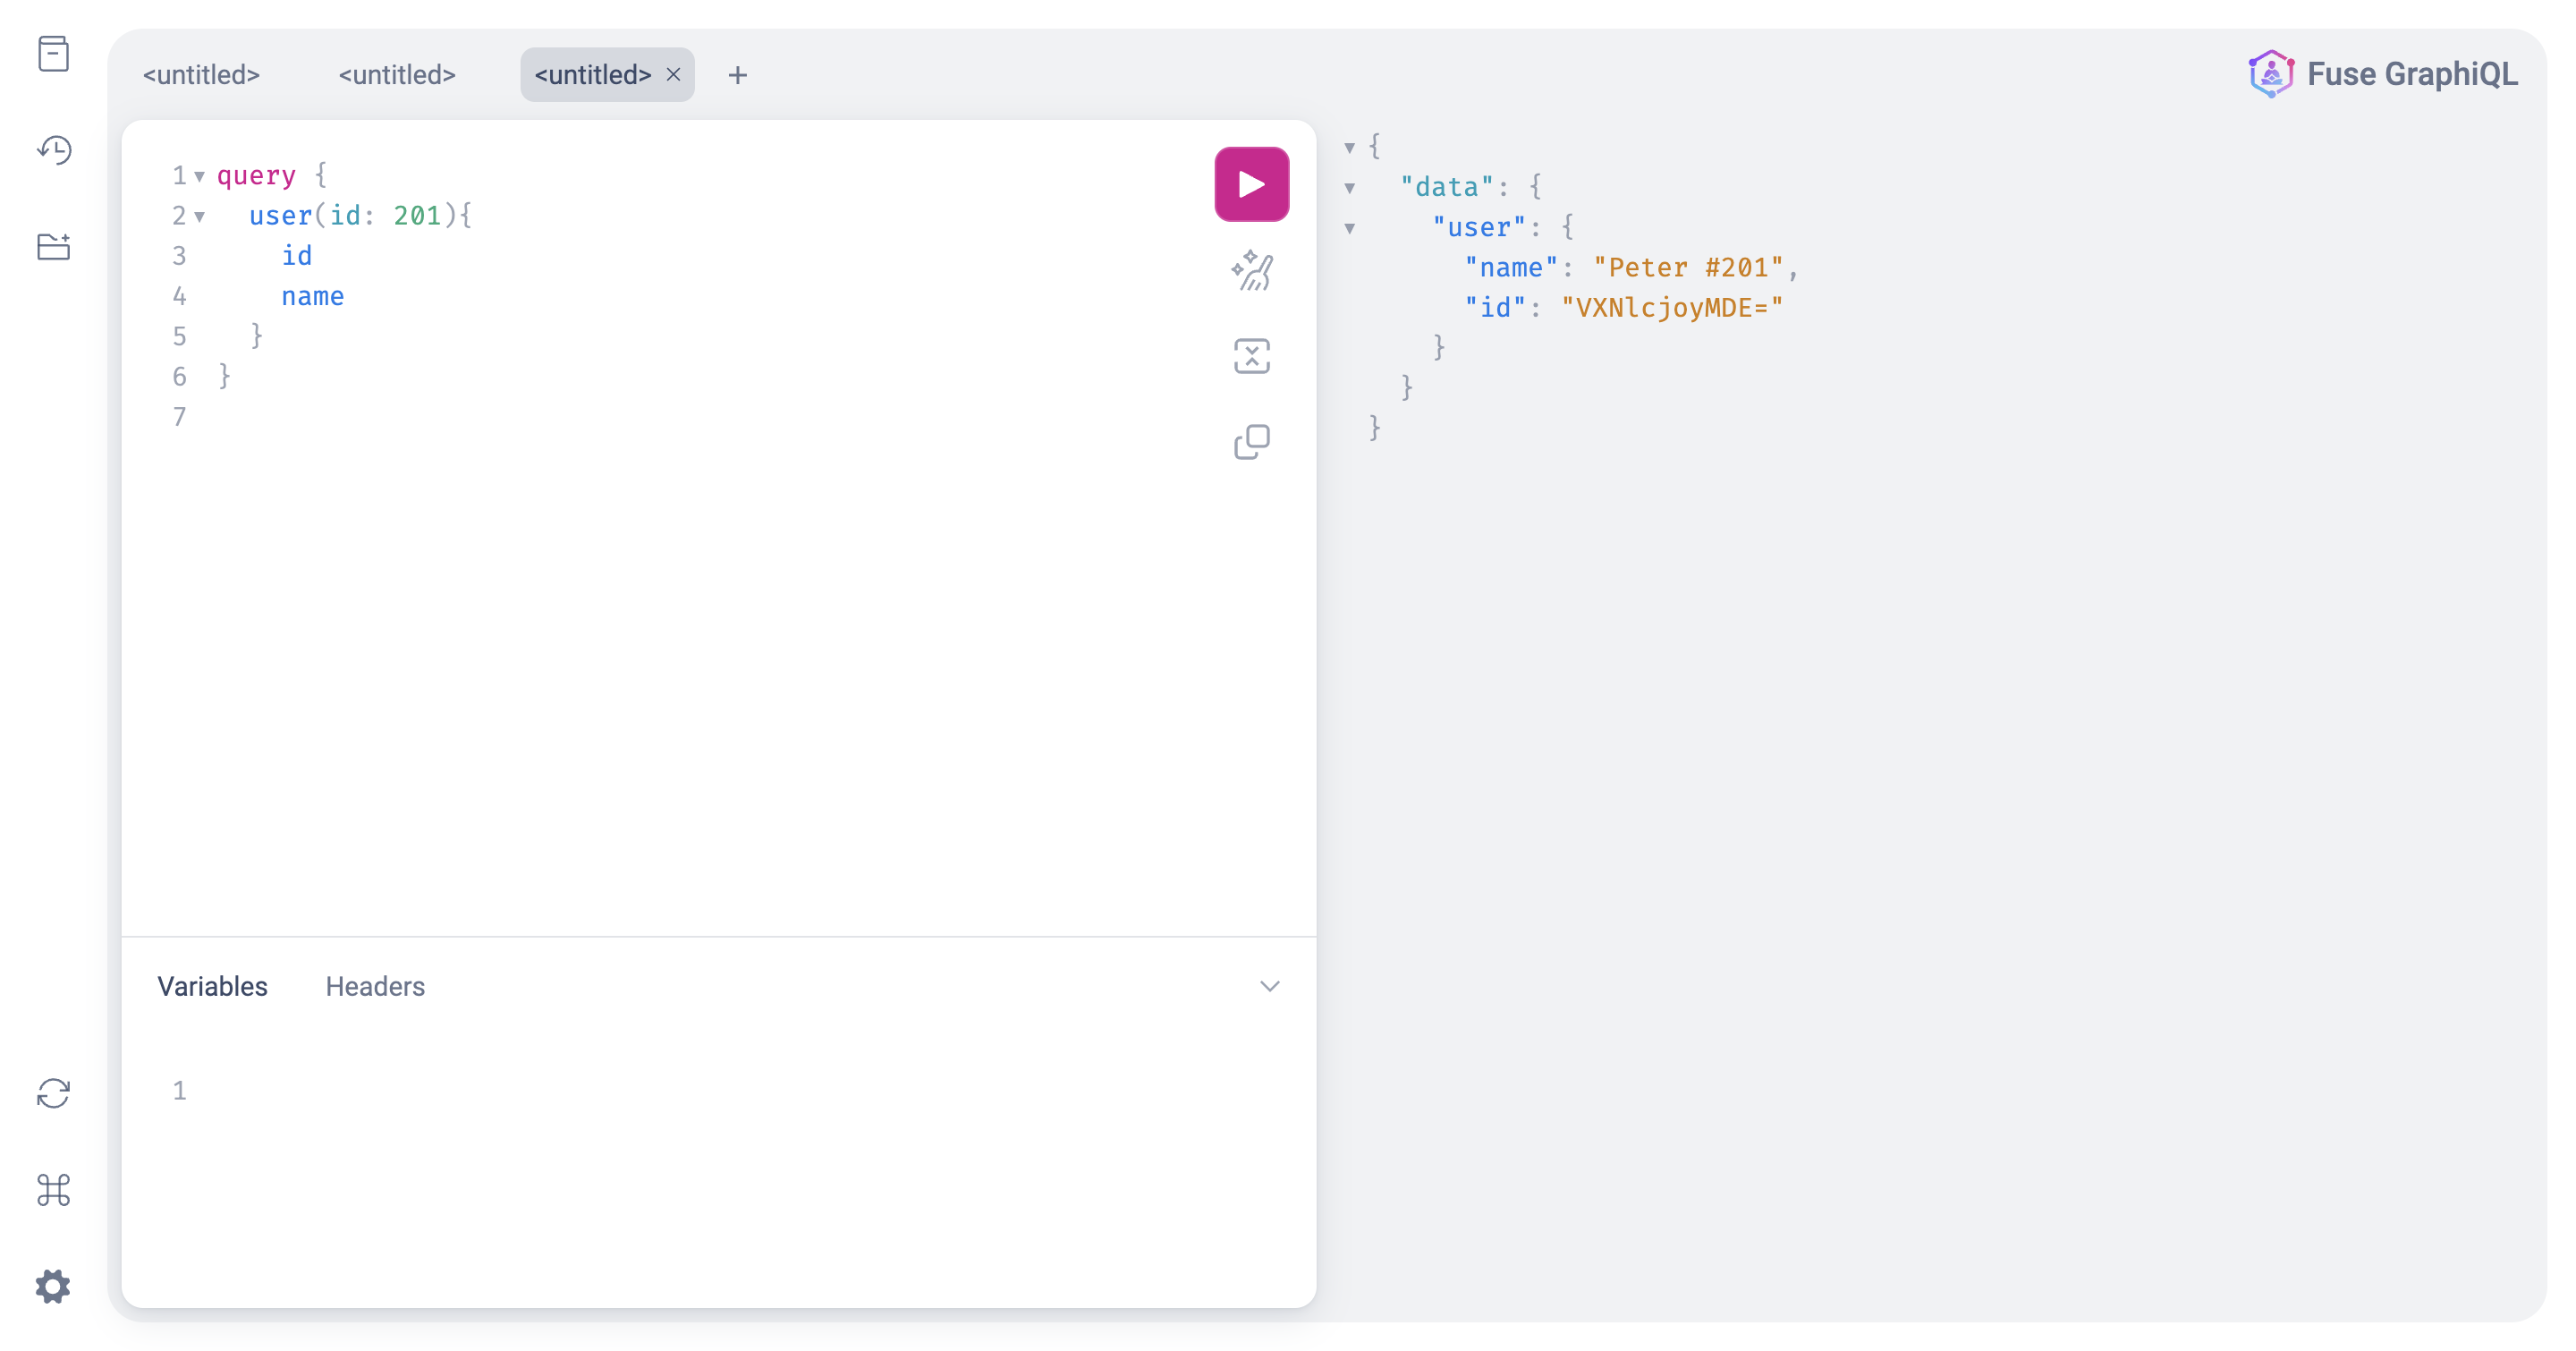 <untitled> <untitled> <untitled>
Fuse GraphiQL
1 query {
2 user(id: 201){
3 id
4 name
5 }
6 }
7
Variables Headers
1
{
"data": {
"user": {
"name": "Peter #201",
"id": "VXNlcjoyMDE="
}
}
}